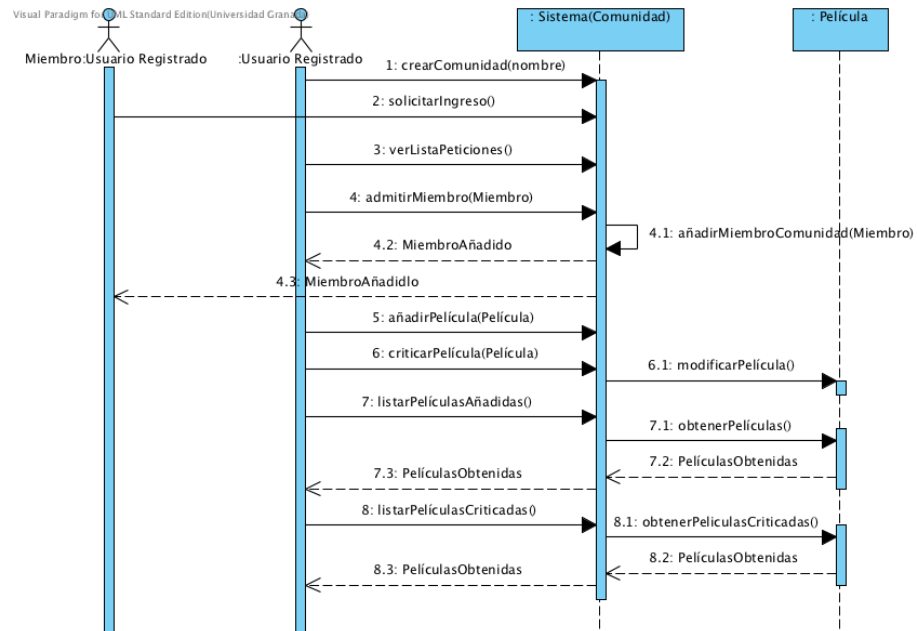 Visual Paradigm for UML Standard Edition(Universidad Granada)
: Sistema(Comunidad)
: Película
Miembro:Usuario Registrado
:Usuario Registrado
1: crearComunidad(nombre)
2: solicitarIngreso()
3: verListaPeticiones()
4: admitirMiembro(Miembro)
4.1: añadirMiembroComunidad(Miembro)
4.2: MiembroAñadido
4.3: MiembroAñadidIo
5: añadirPelícula(Película)
6: criticarPelícula(Película)
6.1: modificarPelícula()
7: listarPelículasAñadidas()
7.1: obtenerPelículas()
7.2: PelículasObtenidas
7.3: PelículasObtenidas
8: listarPelículasCriticadas()
8.1: obtenerPeliculasCriticadas()
8.2: PelículasObtenidas
8.3: PelículasObtenidas